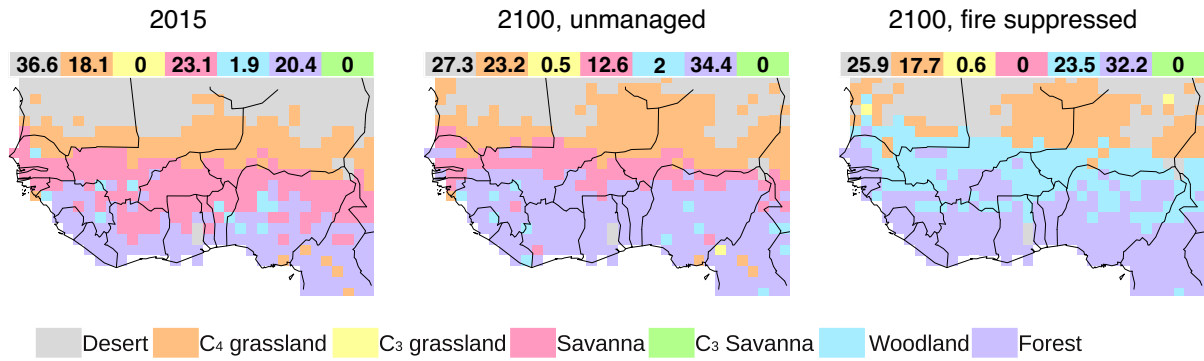 2015 2100, unmanaged 2100, fire suppressed
36.6 18.1 0 23.1 1.9 20.4 0 27.3 23.2 0.5 12.6 2 34.4 0 25.9 17.7 0.6 0 23.5 32.2 0
Desert C₄ grassland C₃ grassland Savanna C₃ Savanna Woodland Forest